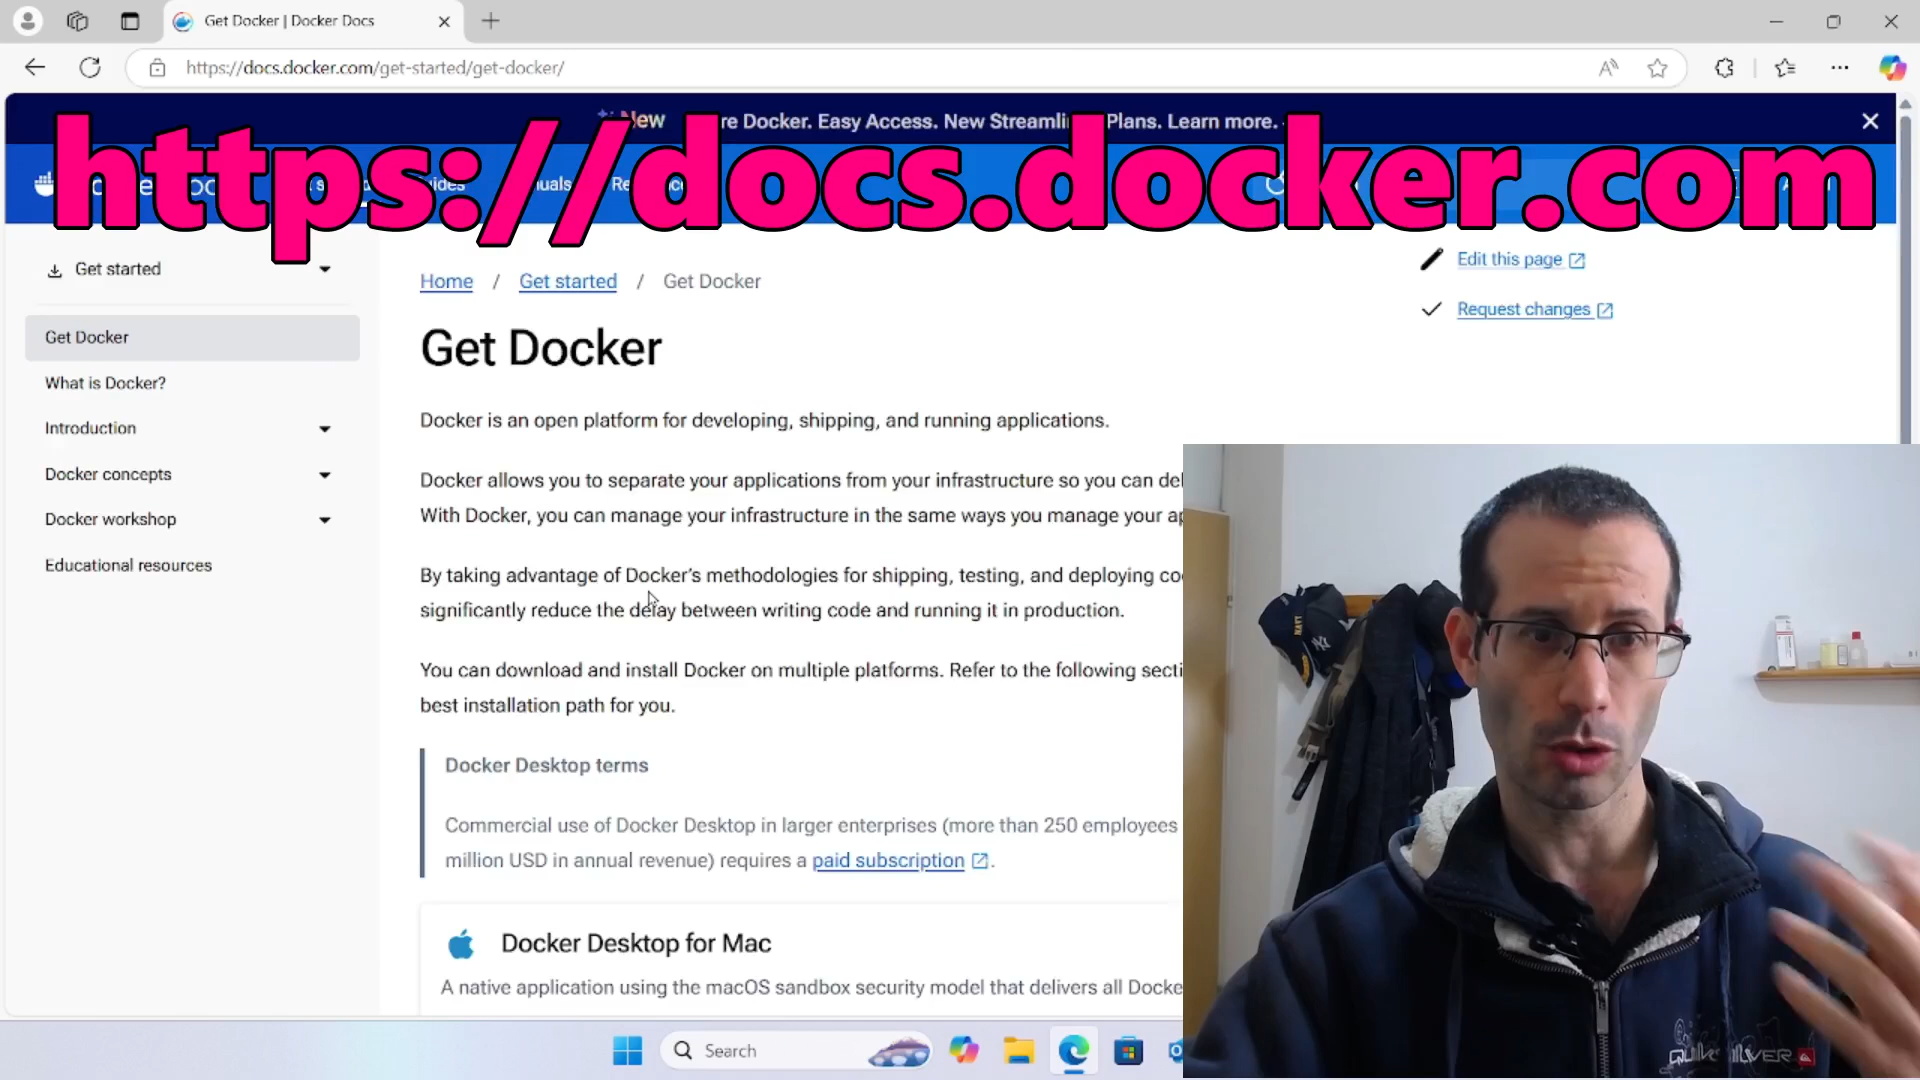 Get Docker | Docker Docs
https://docs.docker.com/get-started/get-docker/
New
re Docker. Easy Access. New Streamli Plans. Learn more.
https://docs.docker.com
Get started
Get Docker
What is Docker?
Introduction
Docker concepts
Docker workshop
Educational resources
Home / Get started / Get Docker
Edit this page
Request changes
Get Docker
Docker is an open platform for developing, shipping, and running applications.
Docker allows you to separate your applications from your infrastructure so you can del
With Docker, you can manage your infrastructure in the same ways you manage your ap
By taking advantage of Docker's methodologies for shipping, testing, and deploying co
significantly reduce the delay between writing code and running it in production.
You can download and install Docker on multiple platforms. Refer to the following secti
best installation path for you.
Docker Desktop terms
Commercial use of Docker Desktop in larger enterprises (more than 250 employees
million USD in annual revenue) requires a paid subscription.
Docker Desktop for Mac
A native application using the macOS sandbox security model that delivers all Docke
Search
NAVY
QUIKSILVER